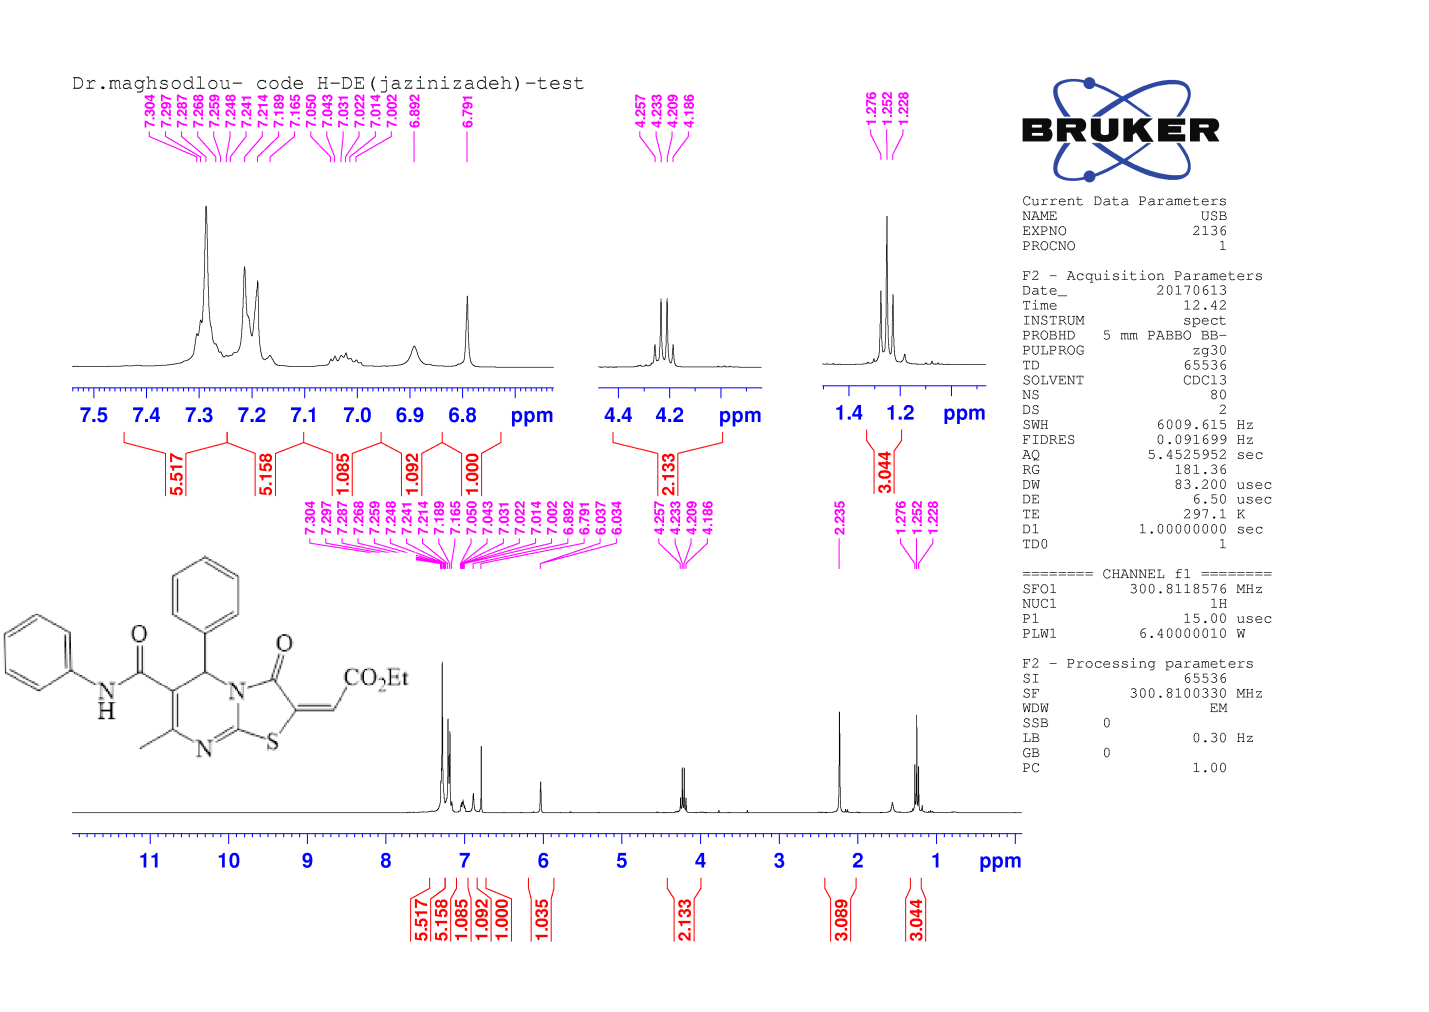 Dr.maghsodlou- code H-DE(jazinizadeh)-test
7.304
7.297
7.287
7.268
7.259
7.248
7.241
7.214
7.189
7.165
7.050
7.043
7.031
7.022
7.014
7.002
6.892
6.791
4.257
4.233
4.209
4.186
1.276
1.252
1.228
7.5 7.4 7.3 7.2 7.1 7.0 6.9 6.8 ppm
4.4 4.2 ppm
1.4 1.2 ppm
5.517
5.158
1.085
1.092
1.000
2.133
3.044
7.304
7.297
7.287
7.268
7.259
7.248
7.241
7.214
7.189
7.165
7.050
7.043
7.031
7.022
7.014
7.002
6.892
6.791
6.037
6.034
4.257
4.233
4.209
4.186
2.235
1.276
1.252
1.228
O
O
N
H
N
CO2Et
N
S
11 10 9 8 7 6 5 4 3 2 1 ppm
5.517
5.158
1.085
1.092
1.000
1.035
2.133
3.089
3.044
BRUKER
Current Data Parameters
NAME USB
EXPNO 2136
PROCNO 1
F2 - Acquisition Parameters
Date_ 20170613
Time 12.42
INSTRUM spect
PROBHD 5 mm PABBO BB-
PULPROG zg30
TD 65536
SOLVENT CDCl3
NS 80
DS 2
SWH 6009.615 Hz
FIDRES 0.091699 Hz
AQ 5.4525952 sec
RG 181.36
DW 83.200 usec
DE 6.50 usec
TE 297.1 K
D1 1.00000000 sec
TD0 1
======== CHANNEL f1 ========
SFO1 300.8118576 MHz
NUC1 1H
P1 15.00 usec
PLW1 6.40000010 W
F2 - Processing parameters
SI 65536
SF 300.8100330 MHz
WDW EM
SSB 0
LB 0.30 Hz
GB 0
PC 1.00